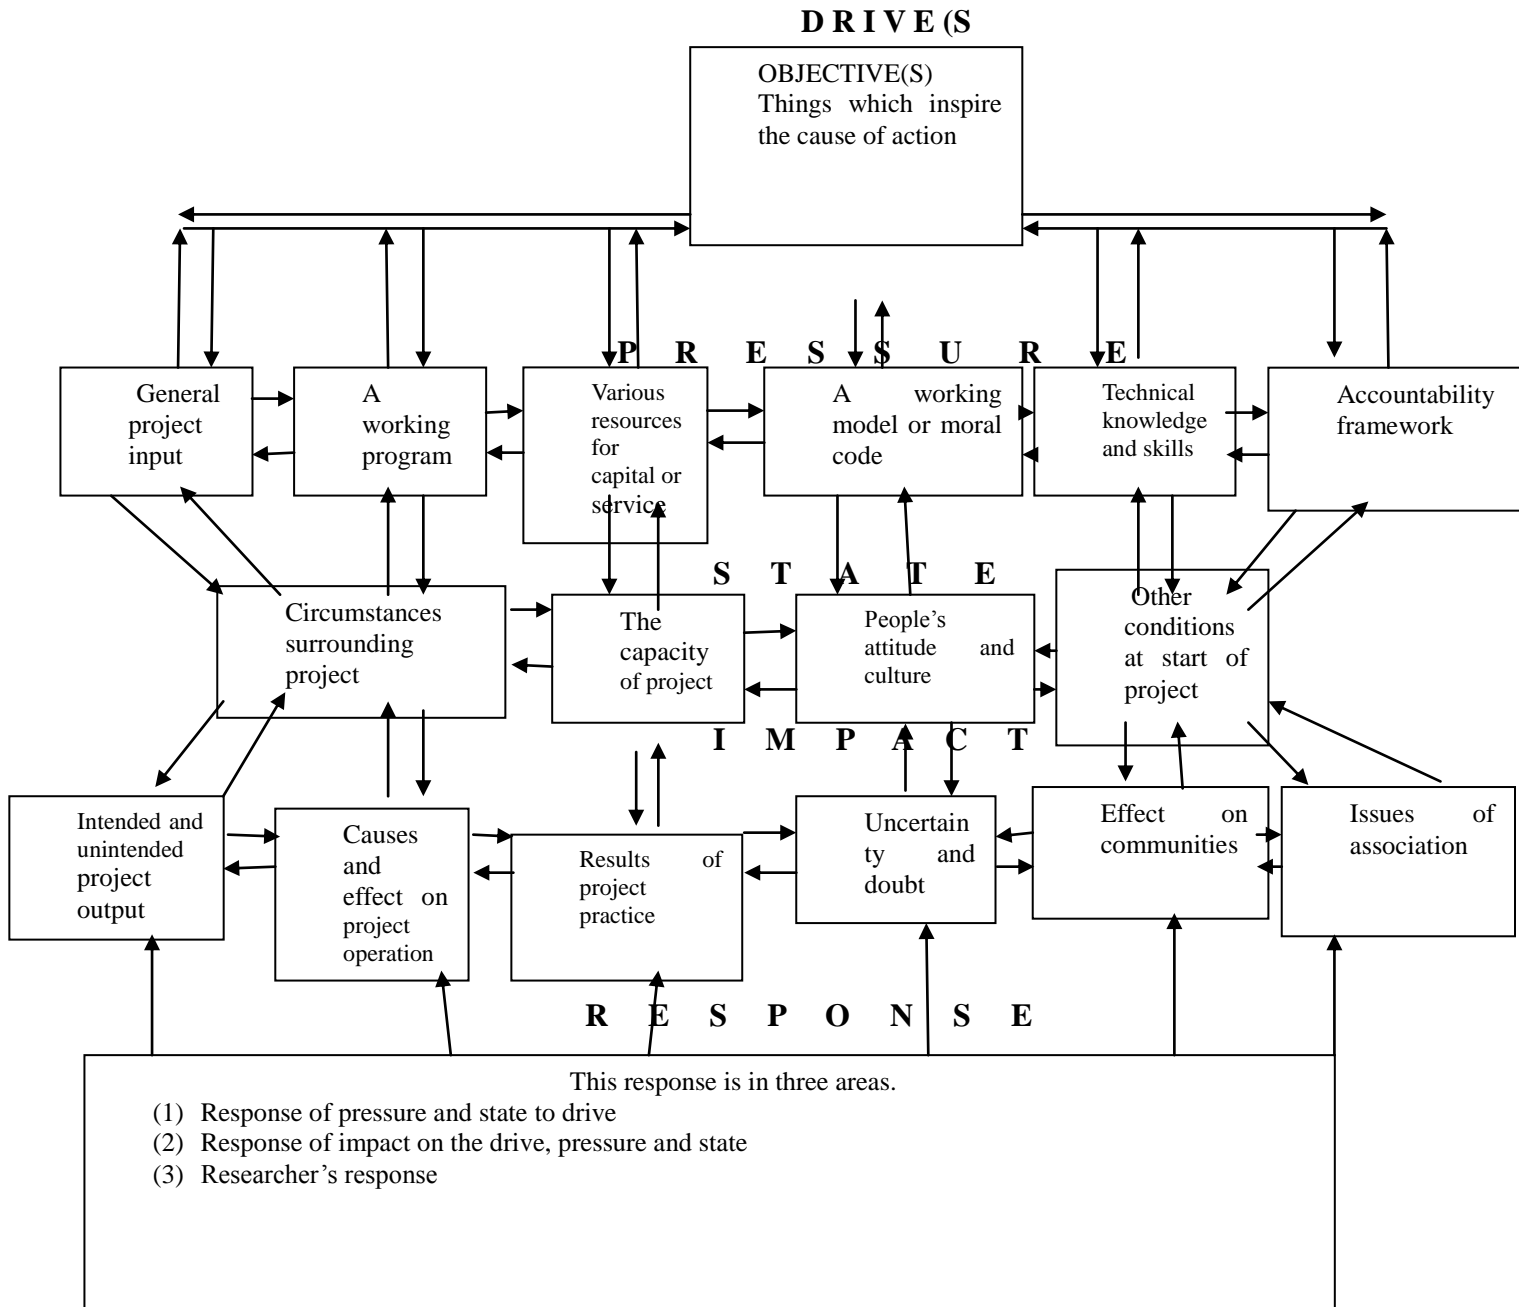 D R I V E (S
OBJECTIVE(S)
Things which inspire
the cause of action
P R E S S U R E
General
project
input
A
working
program
Various
resources
for
capital or
service
A working
model or moral
code
Technical
knowledge
and skills
Accountability
framework
S T A T E
Circumstances
surrounding
project
The
capacity
of project
People’s
attitude and
culture
Other
conditions
at start of
project
I M P A C T
Intended and
unintended
project
output
Causes
and
effect on
project
operation
Results of
project
practice
Uncertain
ty and
doubt
Effect on
communities
Issues of
association
R E S P O N S E
This response is in three areas.
(1) Response of pressure and state to drive
(2) Response of impact on the drive, pressure and state
(3) Researcher’s response